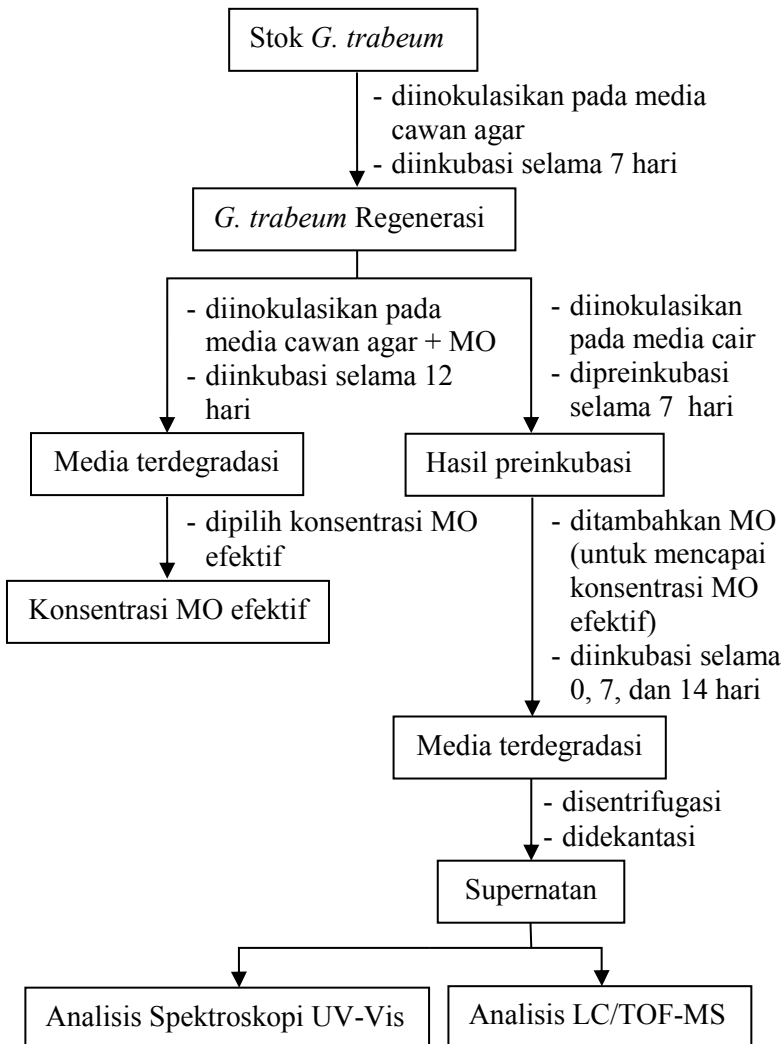 Stok G. trabeum
- diinokulasikan pada media
cawan agar
- diinkubasi selama 7 hari
G. trabeum Regenerasi
- diinokulasikan pada
media cawan agar + MO
- diinkubasi selama 12
hari
- diinokulasikan
pada media cair
- dipreinkubasi
selama 7 hari
Media terdegradasi
Hasil preinkubasi
- dipilih konsentrasi MO
efektif
Konsentrasi MO efektif
- ditambahkan MO
(untuk mencapai
konsentrasi MO
efektif)
- diinkubasi selama
0, 7, dan 14 hari
Media terdegradasi
- disentrifugasi
- didekantasi
Supernatan
Analisis Spektroskopi UV-Vis
Analisis LC/TOF-MS